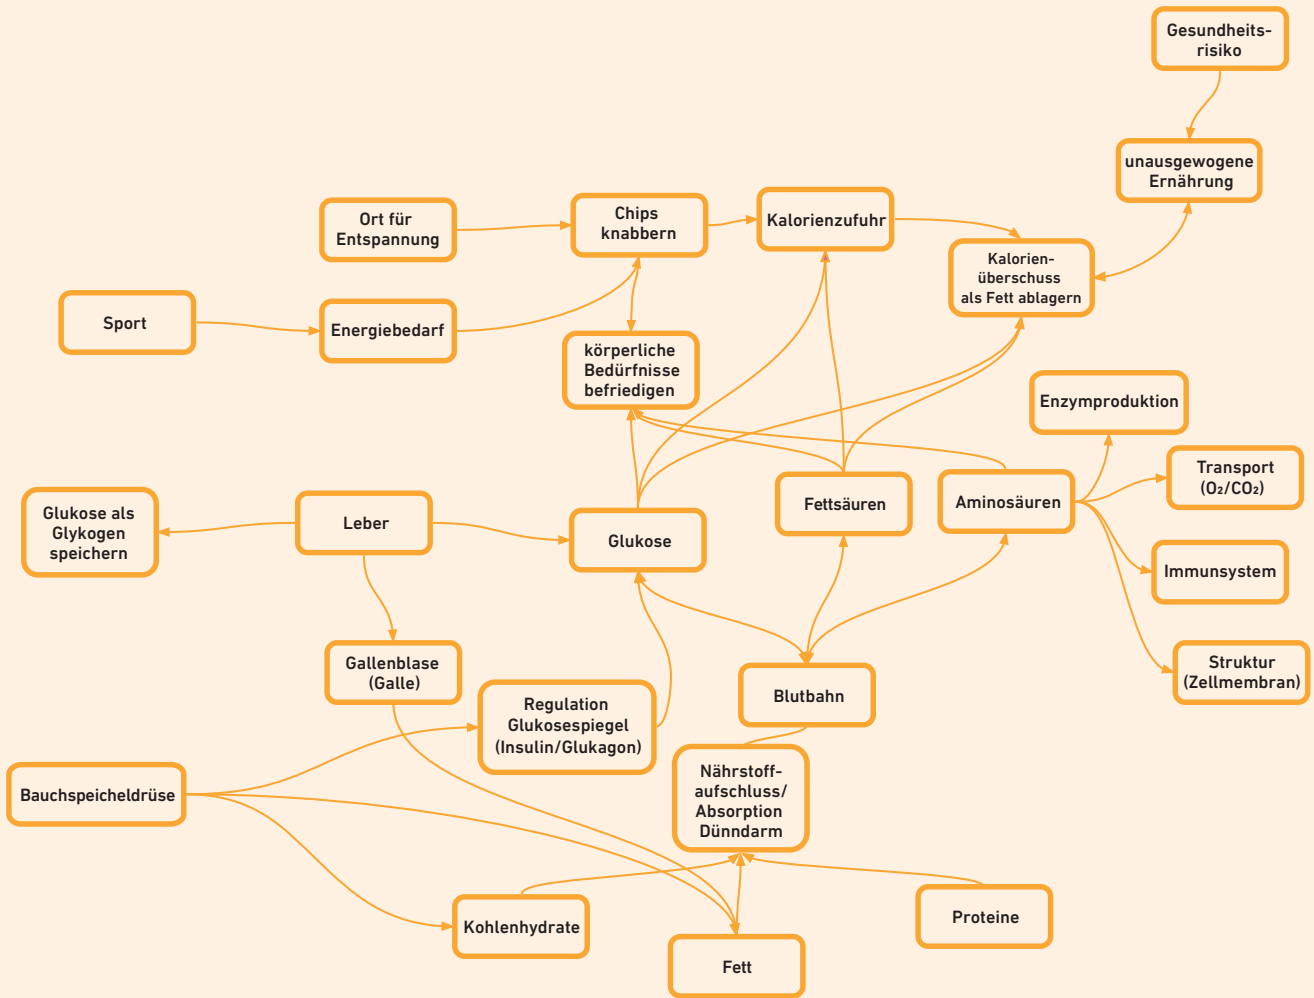 Gesundheits-
risiko
unausgewogene
Ernährung
Ort für
Entspannung
Chips
knabbern
Kalorienzufuhr
Kalorien-
überschuss
als Fett ablagern
Sport
Energiebedarf
körperliche
Bedürfnisse
befriedigen
Enzymproduktion
Transport
(O₂/CO₂)
Glukose als
Glykogen
speichern
Leber
Glukose
Fettsäuren
Aminosäuren
Immunsystem
Gallenblase
(Galle)
Regulation
Glukosespiegel
(Insulin/Glukagon)
Blutbahn
Struktur
(Zellmembran)
Bauchspeicheldrüse
Nährstoff-
aufschluss/
Absorption
Dünndarm
Kohlenhydrate
Fett
Proteine